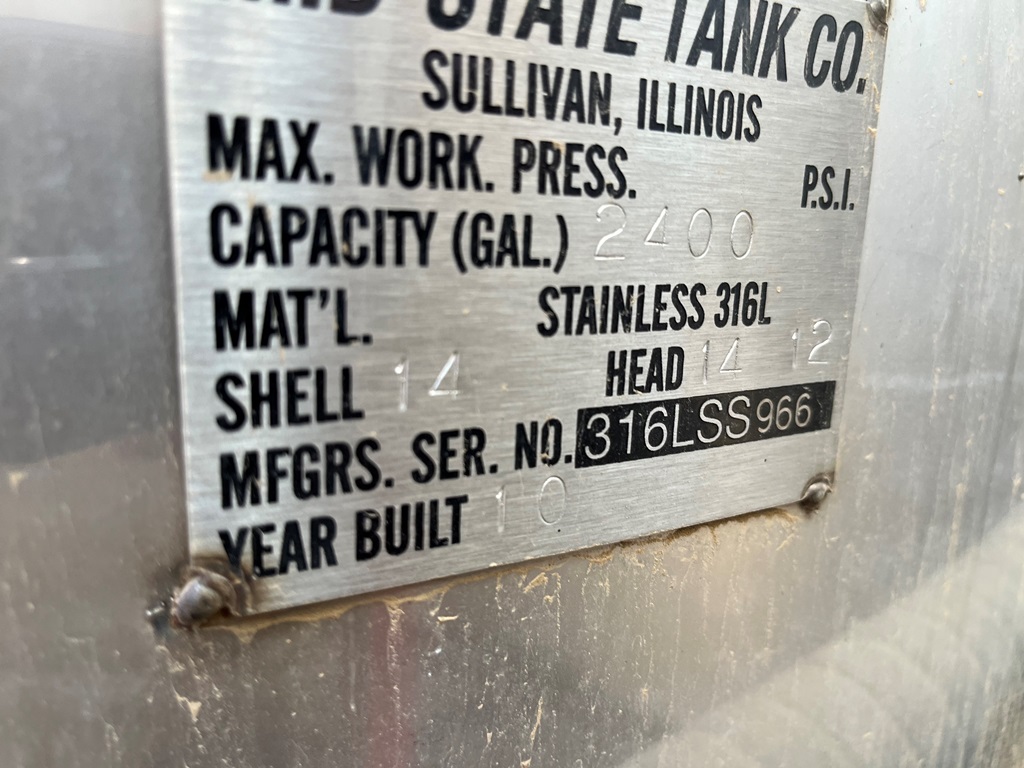 MID-STATE TANK CO.
SULLIVAN, ILLINOIS
MAX. WORK. PRESS. P.S.I.
CAPACITY (GAL.) 2400
MAT'L. STAINLESS 316L
SHELL 14 HEAD 14 12
MFGRS. SER. NO. 316LSS966
YEAR BUILT 10